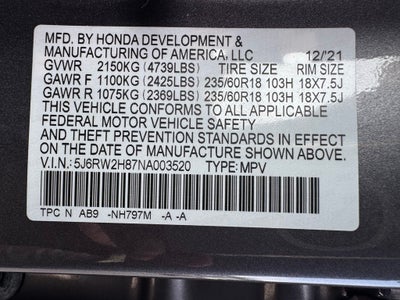 MFD. BY HONDA DEVELOPMENT &
MANUFACTURING OF AMERICA, LLC 12/21
GVWR 2150KG (4739LBS) TIRE SIZE RIM SIZE
GAWR F 1100KG (2425LBS) 235/60R18 103H 18X7.5J
GAWR R 1075KG (2369LBS) 235/60R18 103H 18X7.5J
THIS VEHICLE CONFORMS TO ALL APPLICABLE
FEDERAL MOTOR VEHICLE SAFETY
AND THEFT PREVENTION STANDARDS IN EFFECT
ON THE DATE OF MANUFACTURE SHOWN ABOVE.
V.I.N.: 5J6RW2H87NA003520 TYPE: MPV
TPC N AB9 -NH797M -A -A